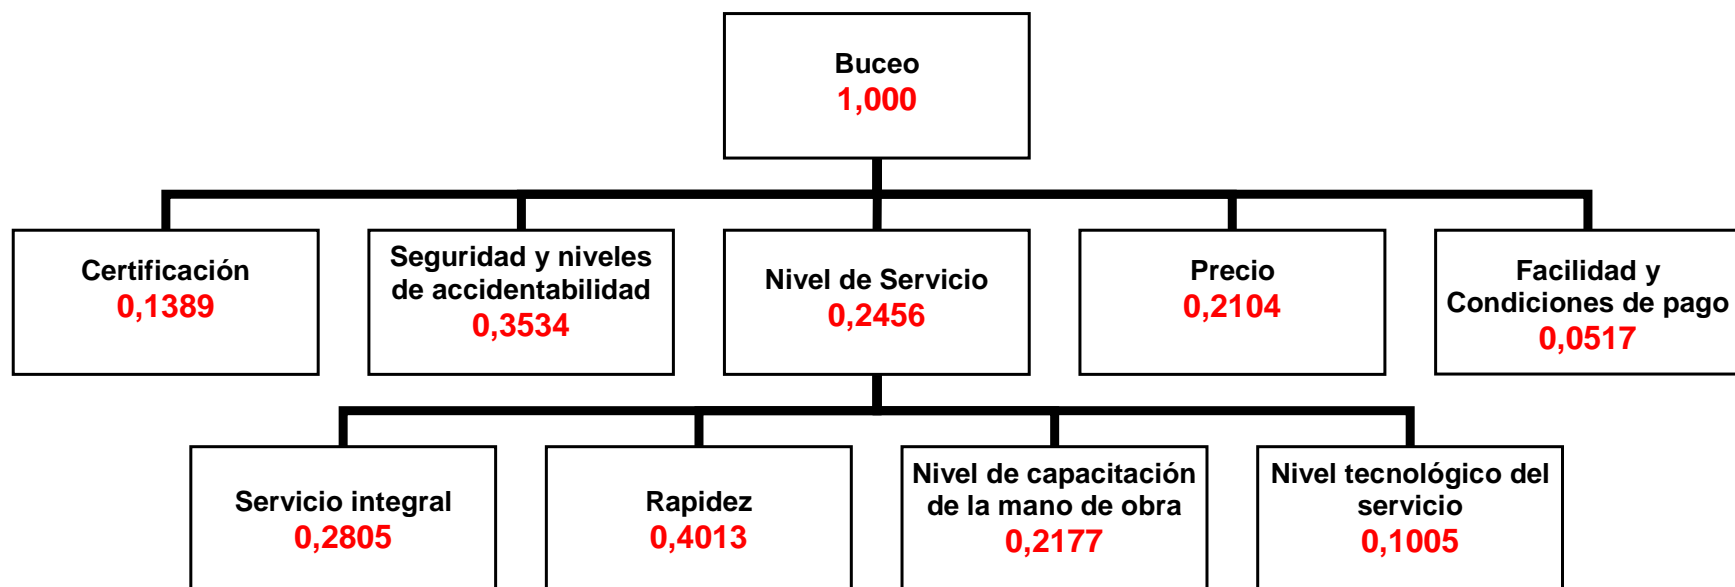 Buceo
1,000
Certificación
0,1389
Seguridad y niveles
de accidentabilidad
0,3534
Nivel de Servicio
0,2456
Precio
0,2104
Facilidad y
Condiciones de pago
0,0517
Servicio integral
0,2805
Rapidez
0,4013
Nivel de capacitación
de la mano de obra
0,2177
Nivel tecnológico del
servicio
0,1005